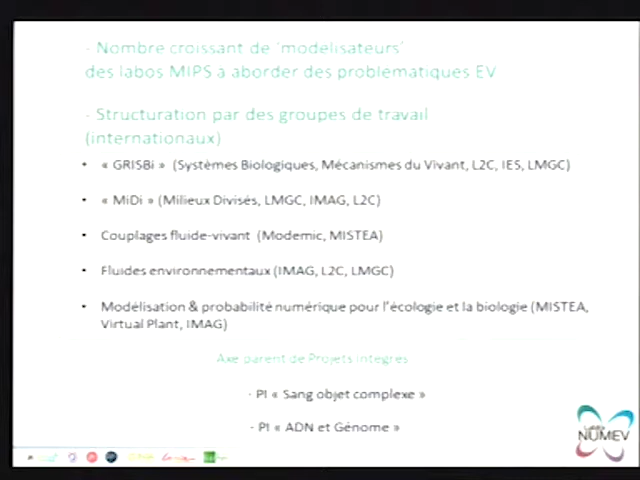 - Nombre croissant de 'modélisateurs'
des labos MIPS a aborder des problématiques EV
- Structuration par des groupes de travail
(internationaux)
• « GRISBi » (Systèmes Biologiques, Mécanismes du Vivant, L2C, IES, LMGC)
• « MiDi » (Milieux Divisés, LMGC, IMAG, L2C)
• Couplages fluide-vivant (Modemic, MISTEA)
• Fluides environnementaux (IMAG, L2C, LMGC)
• Modélisation & probabilité numérique pour l'écologie et la biologie (MISTEA,
Virtual Plant, IMAG)
Axe parent de Projets intégrés
- PI « Sang objet complexe »
- PI « ADN et Génome »
Labex
NUMEV